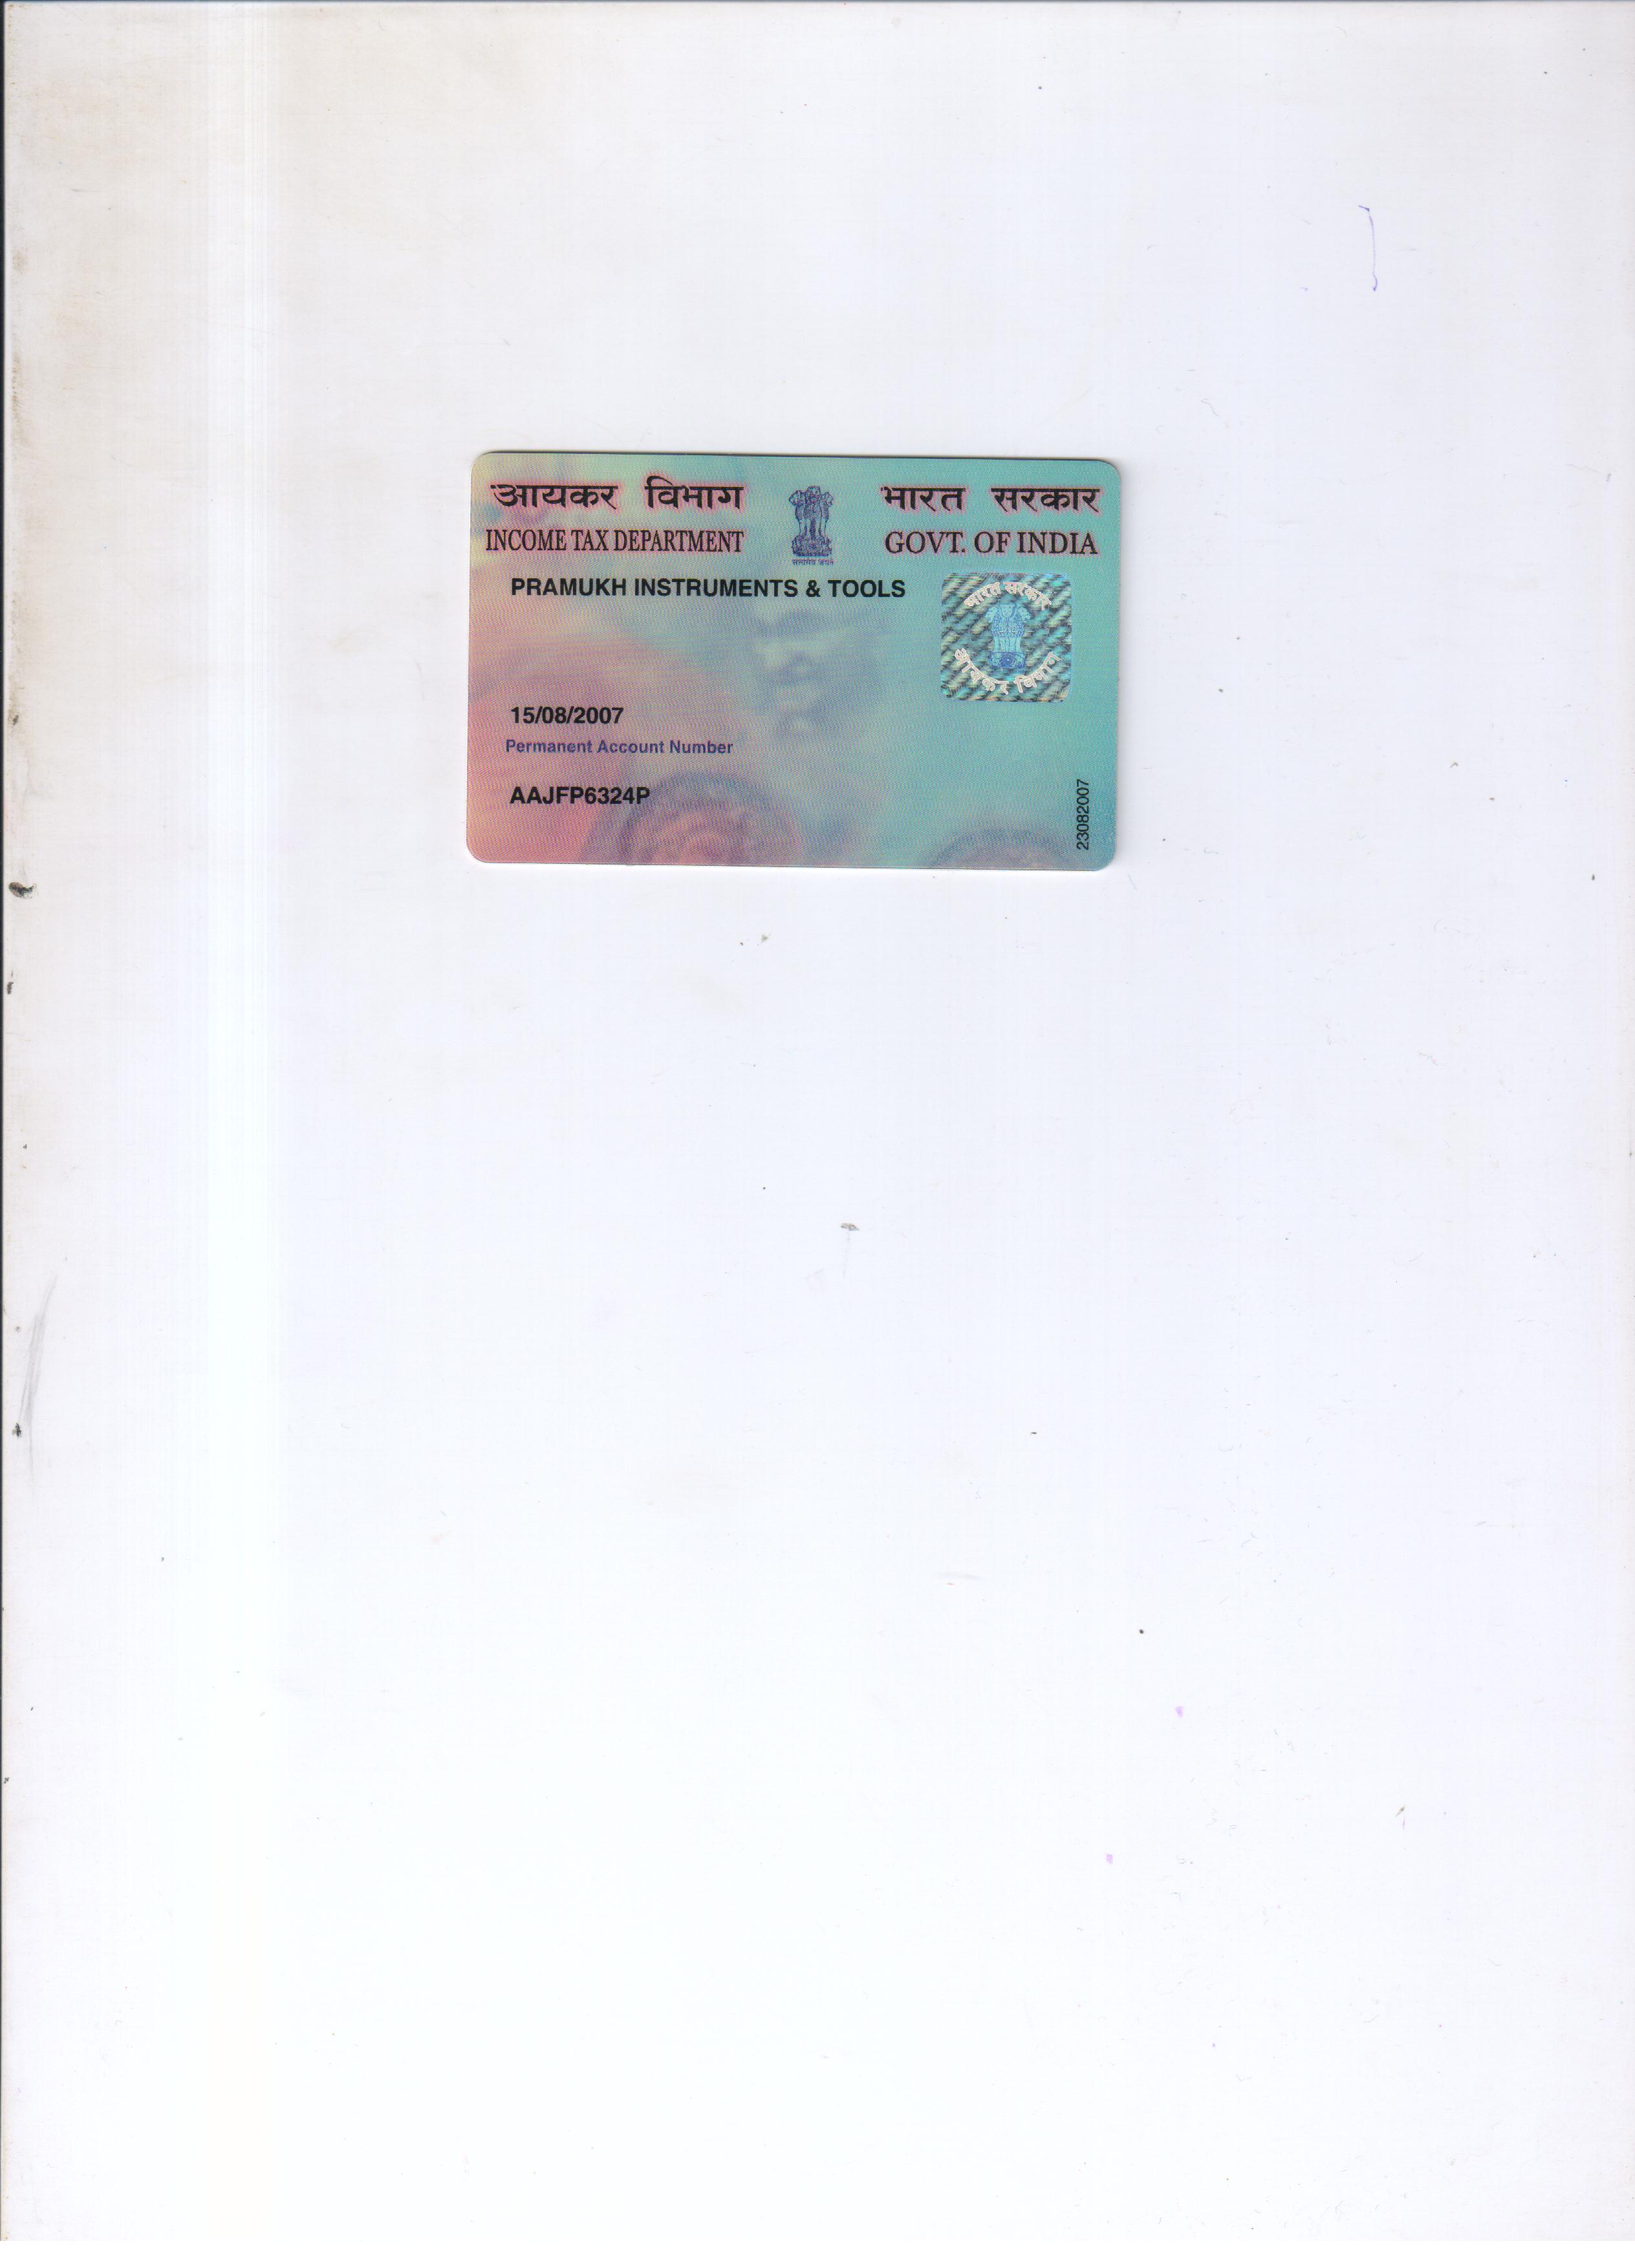 आयकर विभाग
INCOME TAX DEPARTMENT
सत्यमेव जयते
भारत सरकार
GOVT. OF INDIA
PRAMUKH INSTRUMENTS & TOOLS
भारत सरकार
आयकर विभाग
15/08/2007
Permanent Account Number
AAJFP6324P
23082007